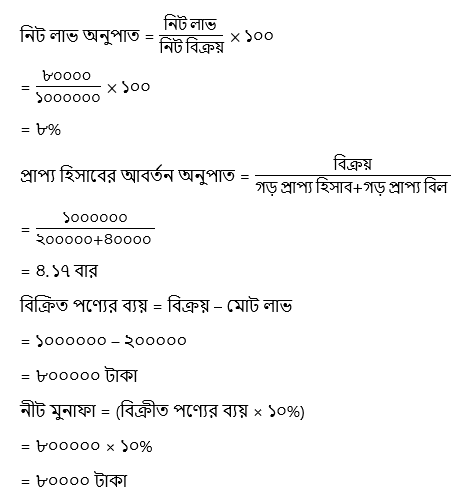 নিট লাভ অনুপাত = নিট লাভ / নিট বিক্রয় × ১০০
= ৮০০০০ / ১০০০০০০ × ১০০
= ৮%
প্রাপ্য হিসাবের আবর্তন অনুপাত = বিক্রয় / গড় প্রাপ্য হিসাব+গড় প্রাপ্য বিল
= ১০০০০০০ / ২০০০০০+৪০০০০
= ৪.১৭ বার
বিক্রিত পণ্যের ব্যয় = বিক্রয় – মোট লাভ
= ১০০০০০০ – ২০০০০০
= ৮০০০০০ টাকা
নীট মুনাফা = (বিক্রীত পণ্যের ব্যয় × ১০%)
= ৮০০০০০ × ১০%
= ৮০০০০ টাকা